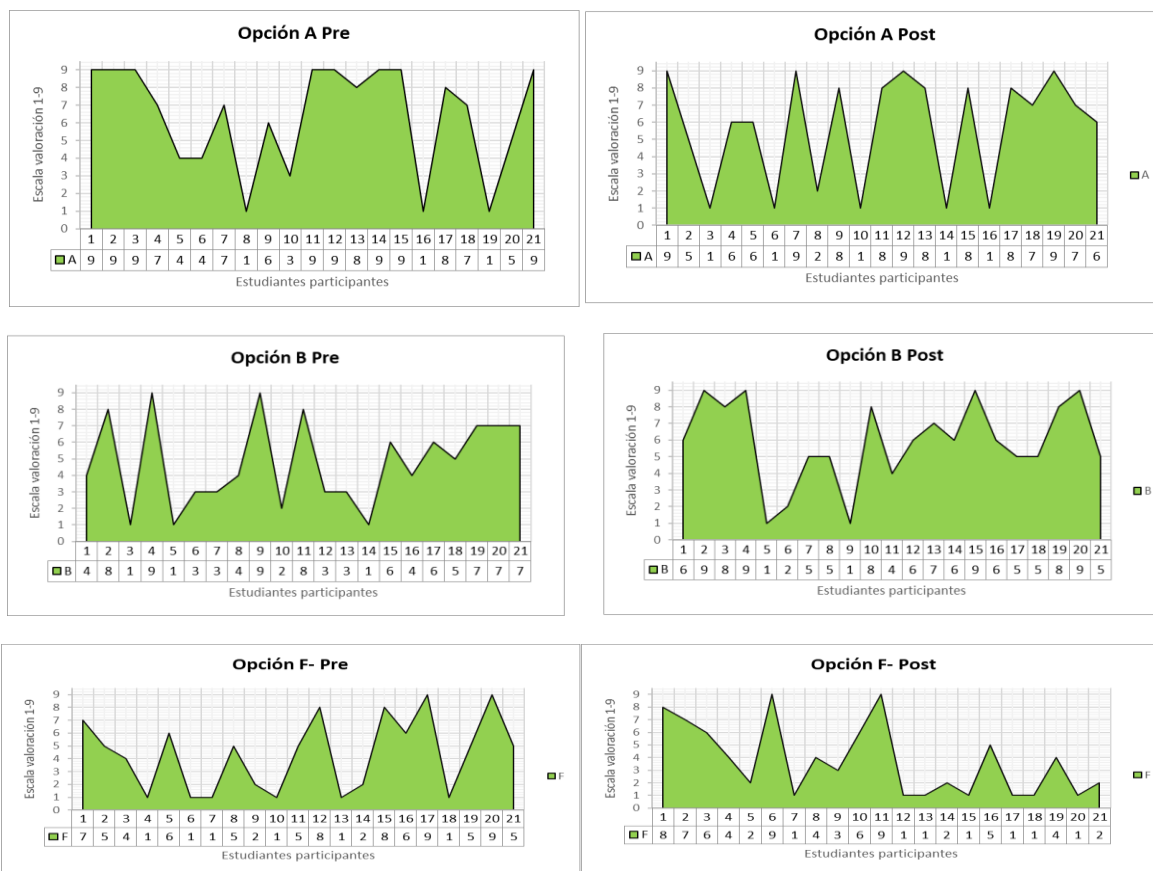 Opción A Pre
Escala valoración 1-9
9
8
7
6
5
4
3
2
1
0
1 2 3 4 5 6 7 8 9 10 11 12 13 14 15 16 17 18 19 20 21
A 9 9 9 7 4 4 7 1 6 3 9 9 8 9 9 1 8 7 1 5 9
Estudiantes participantes
Opción A Post
Escala valoración 1-9
9
8
7
6
5
4
3
2
1
0
1 2 3 4 5 6 7 8 9 10 11 12 13 14 15 16 17 18 19 20 21
A 9 5 1 6 6 1 9 2 8 1 8 9 8 1 8 1 8 7 9 7 6
Estudiantes participantes
A
Opción B Pre
Escala valoración 1-9
9
8
7
6
5
4
3
2
1
0
1 2 3 4 5 6 7 8 9 10 11 12 13 14 15 16 17 18 19 20 21
B 4 8 1 9 1 3 3 4 9 2 8 3 3 1 6 4 6 5 7 7 7
Estudiantes participantes
Opción B Post
Escala valoración 1-9
9
8
7
6
5
4
3
2
1
0
1 2 3 4 5 6 7 8 9 10 11 12 13 14 15 16 17 18 19 20 21
B 6 9 8 9 1 2 5 5 1 8 4 6 7 6 9 6 5 5 8 9 5
Estudiantes participantes
B
Opción F- Pre
Escala valoración 1-9
9
8
7
6
5
4
3
2
1
0
1 2 3 4 5 6 7 8 9 10 11 12 13 14 15 16 17 18 19 20 21
F 7 5 4 1 6 1 1 5 2 1 5 8 1 2 8 6 9 1 5 9 5
Estudiantes participantes
F
Opción F- Post
Escala valoración 1-9
9
8
7
6
5
4
3
2
1
0
1 2 3 4 5 6 7 8 9 10 11 12 13 14 15 16 17 18 19 20 21
F 8 7 6 4 2 9 1 4 3 6 9 1 1 2 1 5 1 1 4 1 2
Estudiantes participantes
F